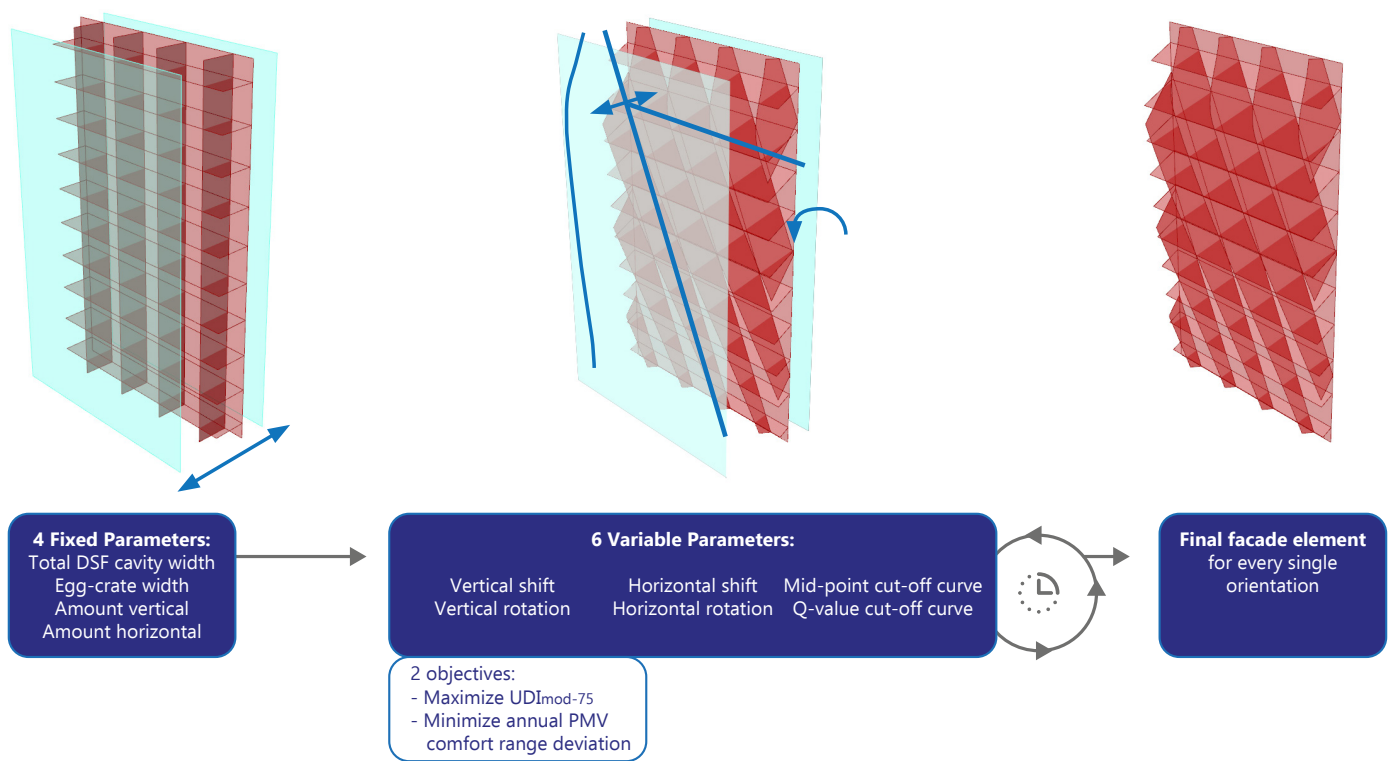 4 Fixed Parameters:
Total DSF cavity width
Egg-crate width
Amount vertical
Amount horizontal
6 Variable Parameters:
Vertical shift
Vertical rotation
Horizontal shift
Horizontal rotation
Mid-point cut-off curve
Q-value cut-off curve
2 objectives:
- Maximize UDImod-75
- Minimize annual PMV
comfort range deviation
Final facade element
for every single
orientation